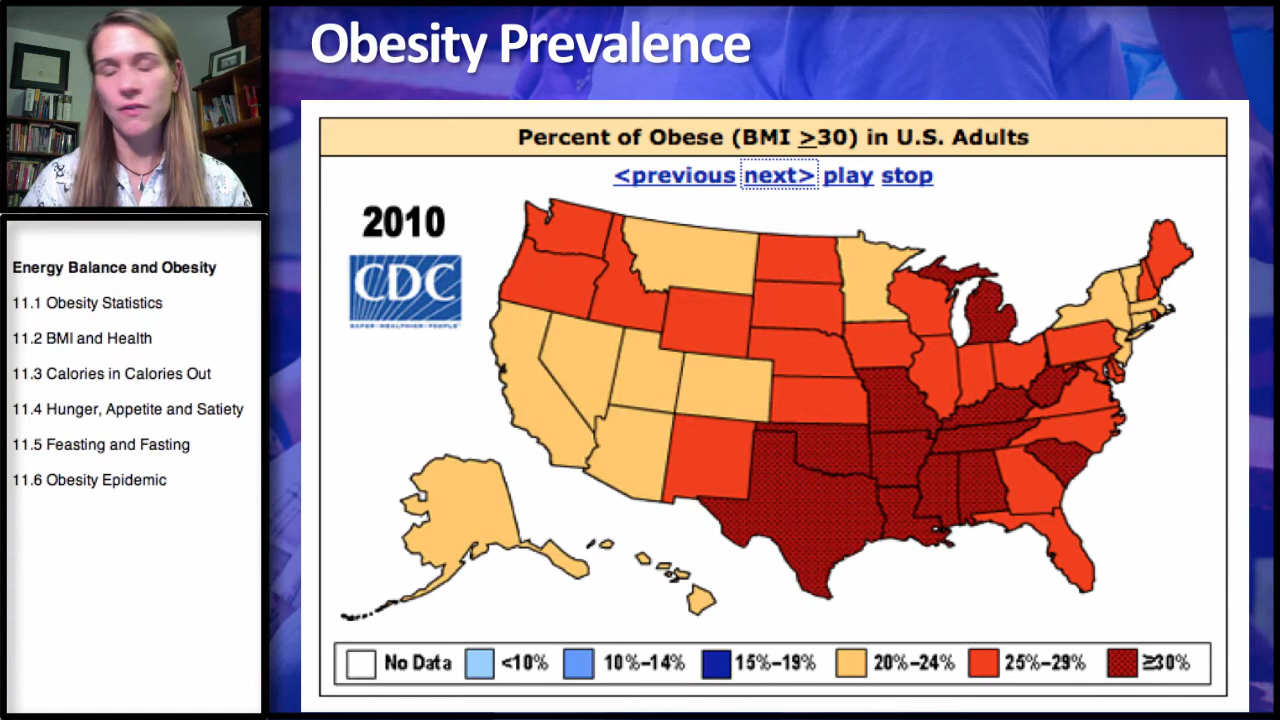 Obesity Prevalence
Energy Balance and Obesity
11.1 Obesity Statistics
11.2 BMI and Health
11.3 Calories in Calories Out
11.4 Hunger, Appetite and Satiety
11.5 Feasting and Fasting
11.6 Obesity Epidemic
Percent of Obese (BMI ≥30) in U.S. Adults
<previous next> play stop
2010
CDC
SAFER·HEALTHIER·PEOPLE™
No Data <10% 10%–14% 15%–19% 20%–24% 25%–29% ≥30%